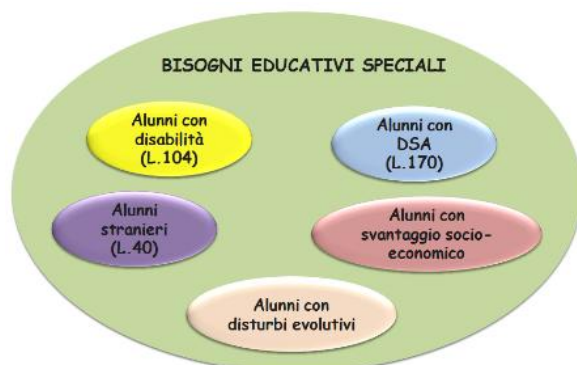 BISOGNI EDUCATIVI SPECIALI
Alunni con
disabilità
(L.104)
Alunni con
DSA
(L.170)
Alunni
stranieri
(L.40)
Alunni con
svantaggio socio-
economico
Alunni con
disturbi evolutivi